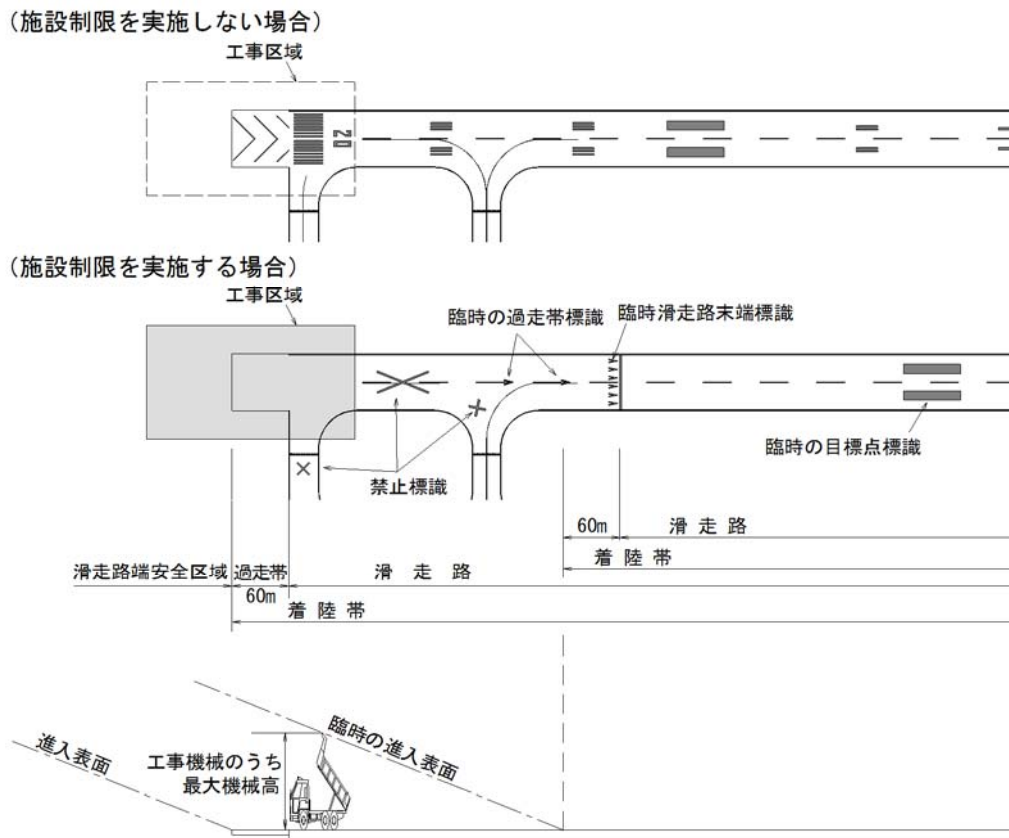 (施設制限を実施しない場合)
工事区域
02
(施設制限を実施する場合)
工事区域
臨時の過走帯標識
臨時滑走路末端標識
臨時の目標点標識
禁止標識
60m
滑走路
着陸帯
滑走路端安全区域
過走帯
滑走路
60m
着陸帯
進入表面
臨時の進入表面
工事機械のうち
最大機械高